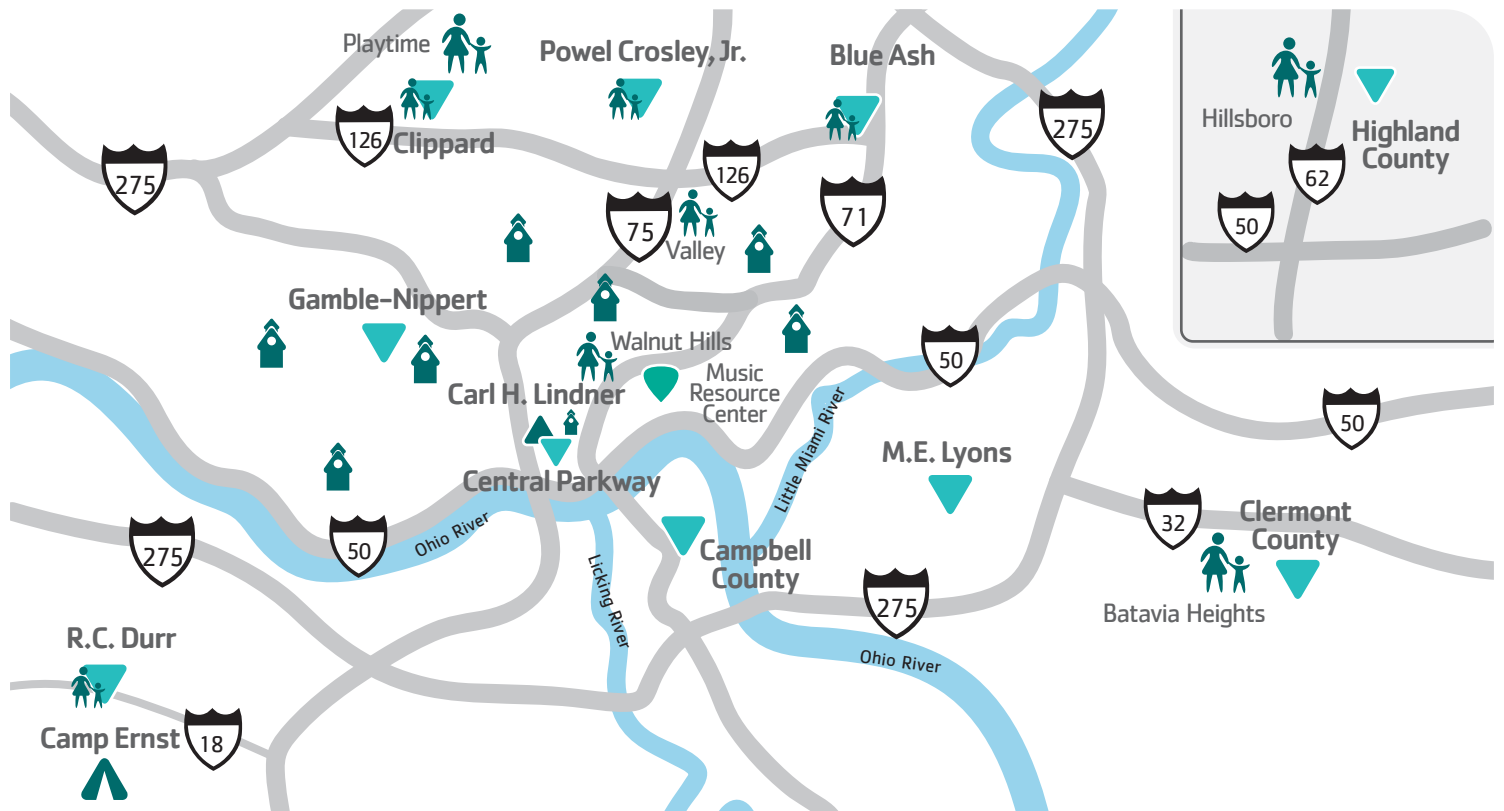 Playtime
Powel Crosley, Jr.
Blue Ash
126
Clippard
275
126
275
75
Valley
71
Hillsboro
Highland
County
62
50
Gamble-Nippert
Walnut Hills
Music
Resource
Center
Carl H. Lindner
50
Little Miami River
50
Central Parkway
M.E. Lyons
Ohio River
50
275
Licking River
Campbell
County
32
Clermont
County
275
Batavia Heights
R.C. Durr
Ohio River
Camp Ernst
18